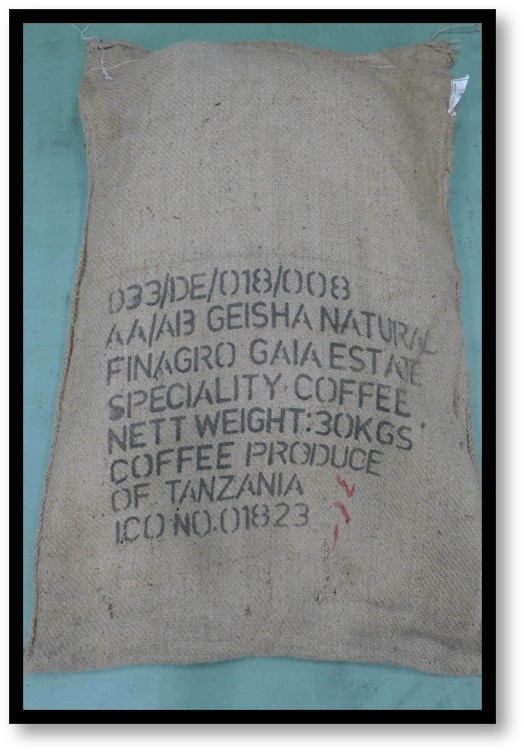 033/DE/018/008
AA/AB GEISHA NATURAL
FINAGRO GAIA ESTATE
SPECIALITY COFFEE
NETT WEIGHT:30KGS
COFFEE PRODUCE
OF TANZANIA
ICO NO.01823